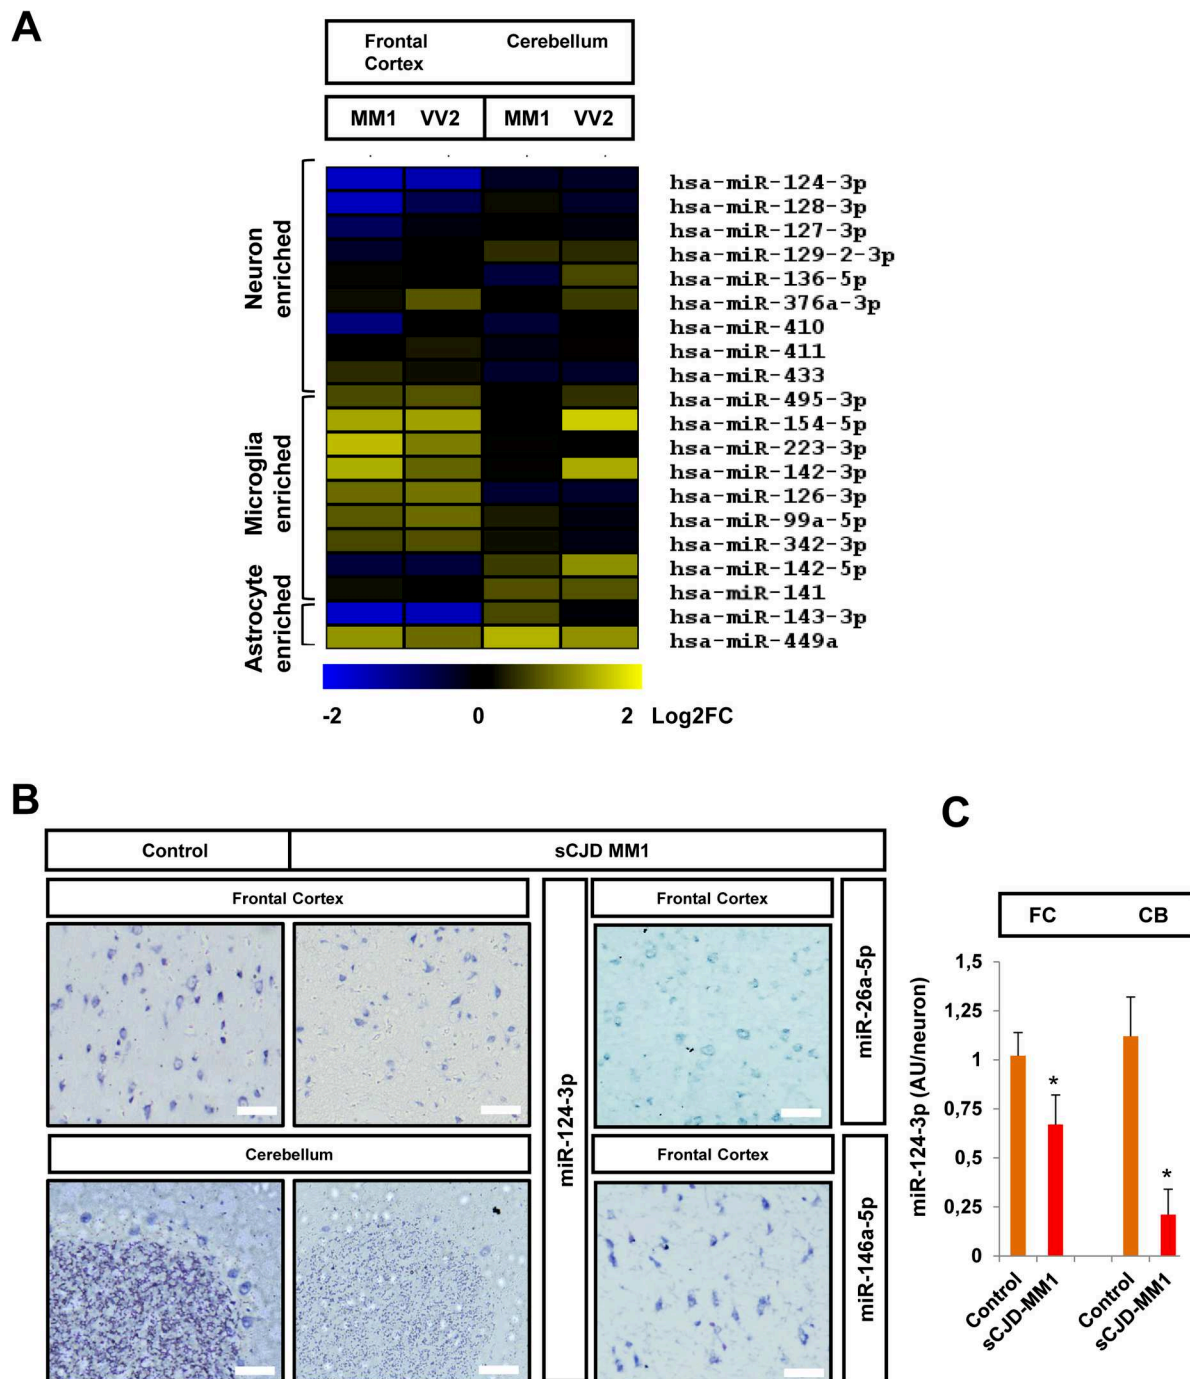 A
Frontal
Cortex
Cerebellum
MM1 VV2 MM1 VV2
Neuron
enriched
Microglia
enriched
Astrocyte
enriched
hsa-miR-124-3p
hsa-miR-128-3p
hsa-miR-127-3p
hsa-miR-129-2-3p
hsa-miR-136-5p
hsa-miR-376a-3p
hsa-miR-410
hsa-miR-411
hsa-miR-433
hsa-miR-495-3p
hsa-miR-154-5p
hsa-miR-223-3p
hsa-miR-142-3p
hsa-miR-126-3p
hsa-miR-99a-5p
hsa-miR-342-3p
hsa-miR-142-5p
hsa-miR-141
hsa-miR-143-3p
hsa-miR-449a
-2 0 2 Log2FC
B
Control sCJD MM1
Frontal Cortex
Cerebellum
miR-124-3p
Frontal Cortex
miR-26a-5p
Frontal Cortex
miR-146a-5p
C
FC CB
miR-124-3p (AU/neuron)
1,5
1,25
1
0,75
0,5
0,25
0
*
*
Control
sCJD-MM1
Control
sCJD-MM1